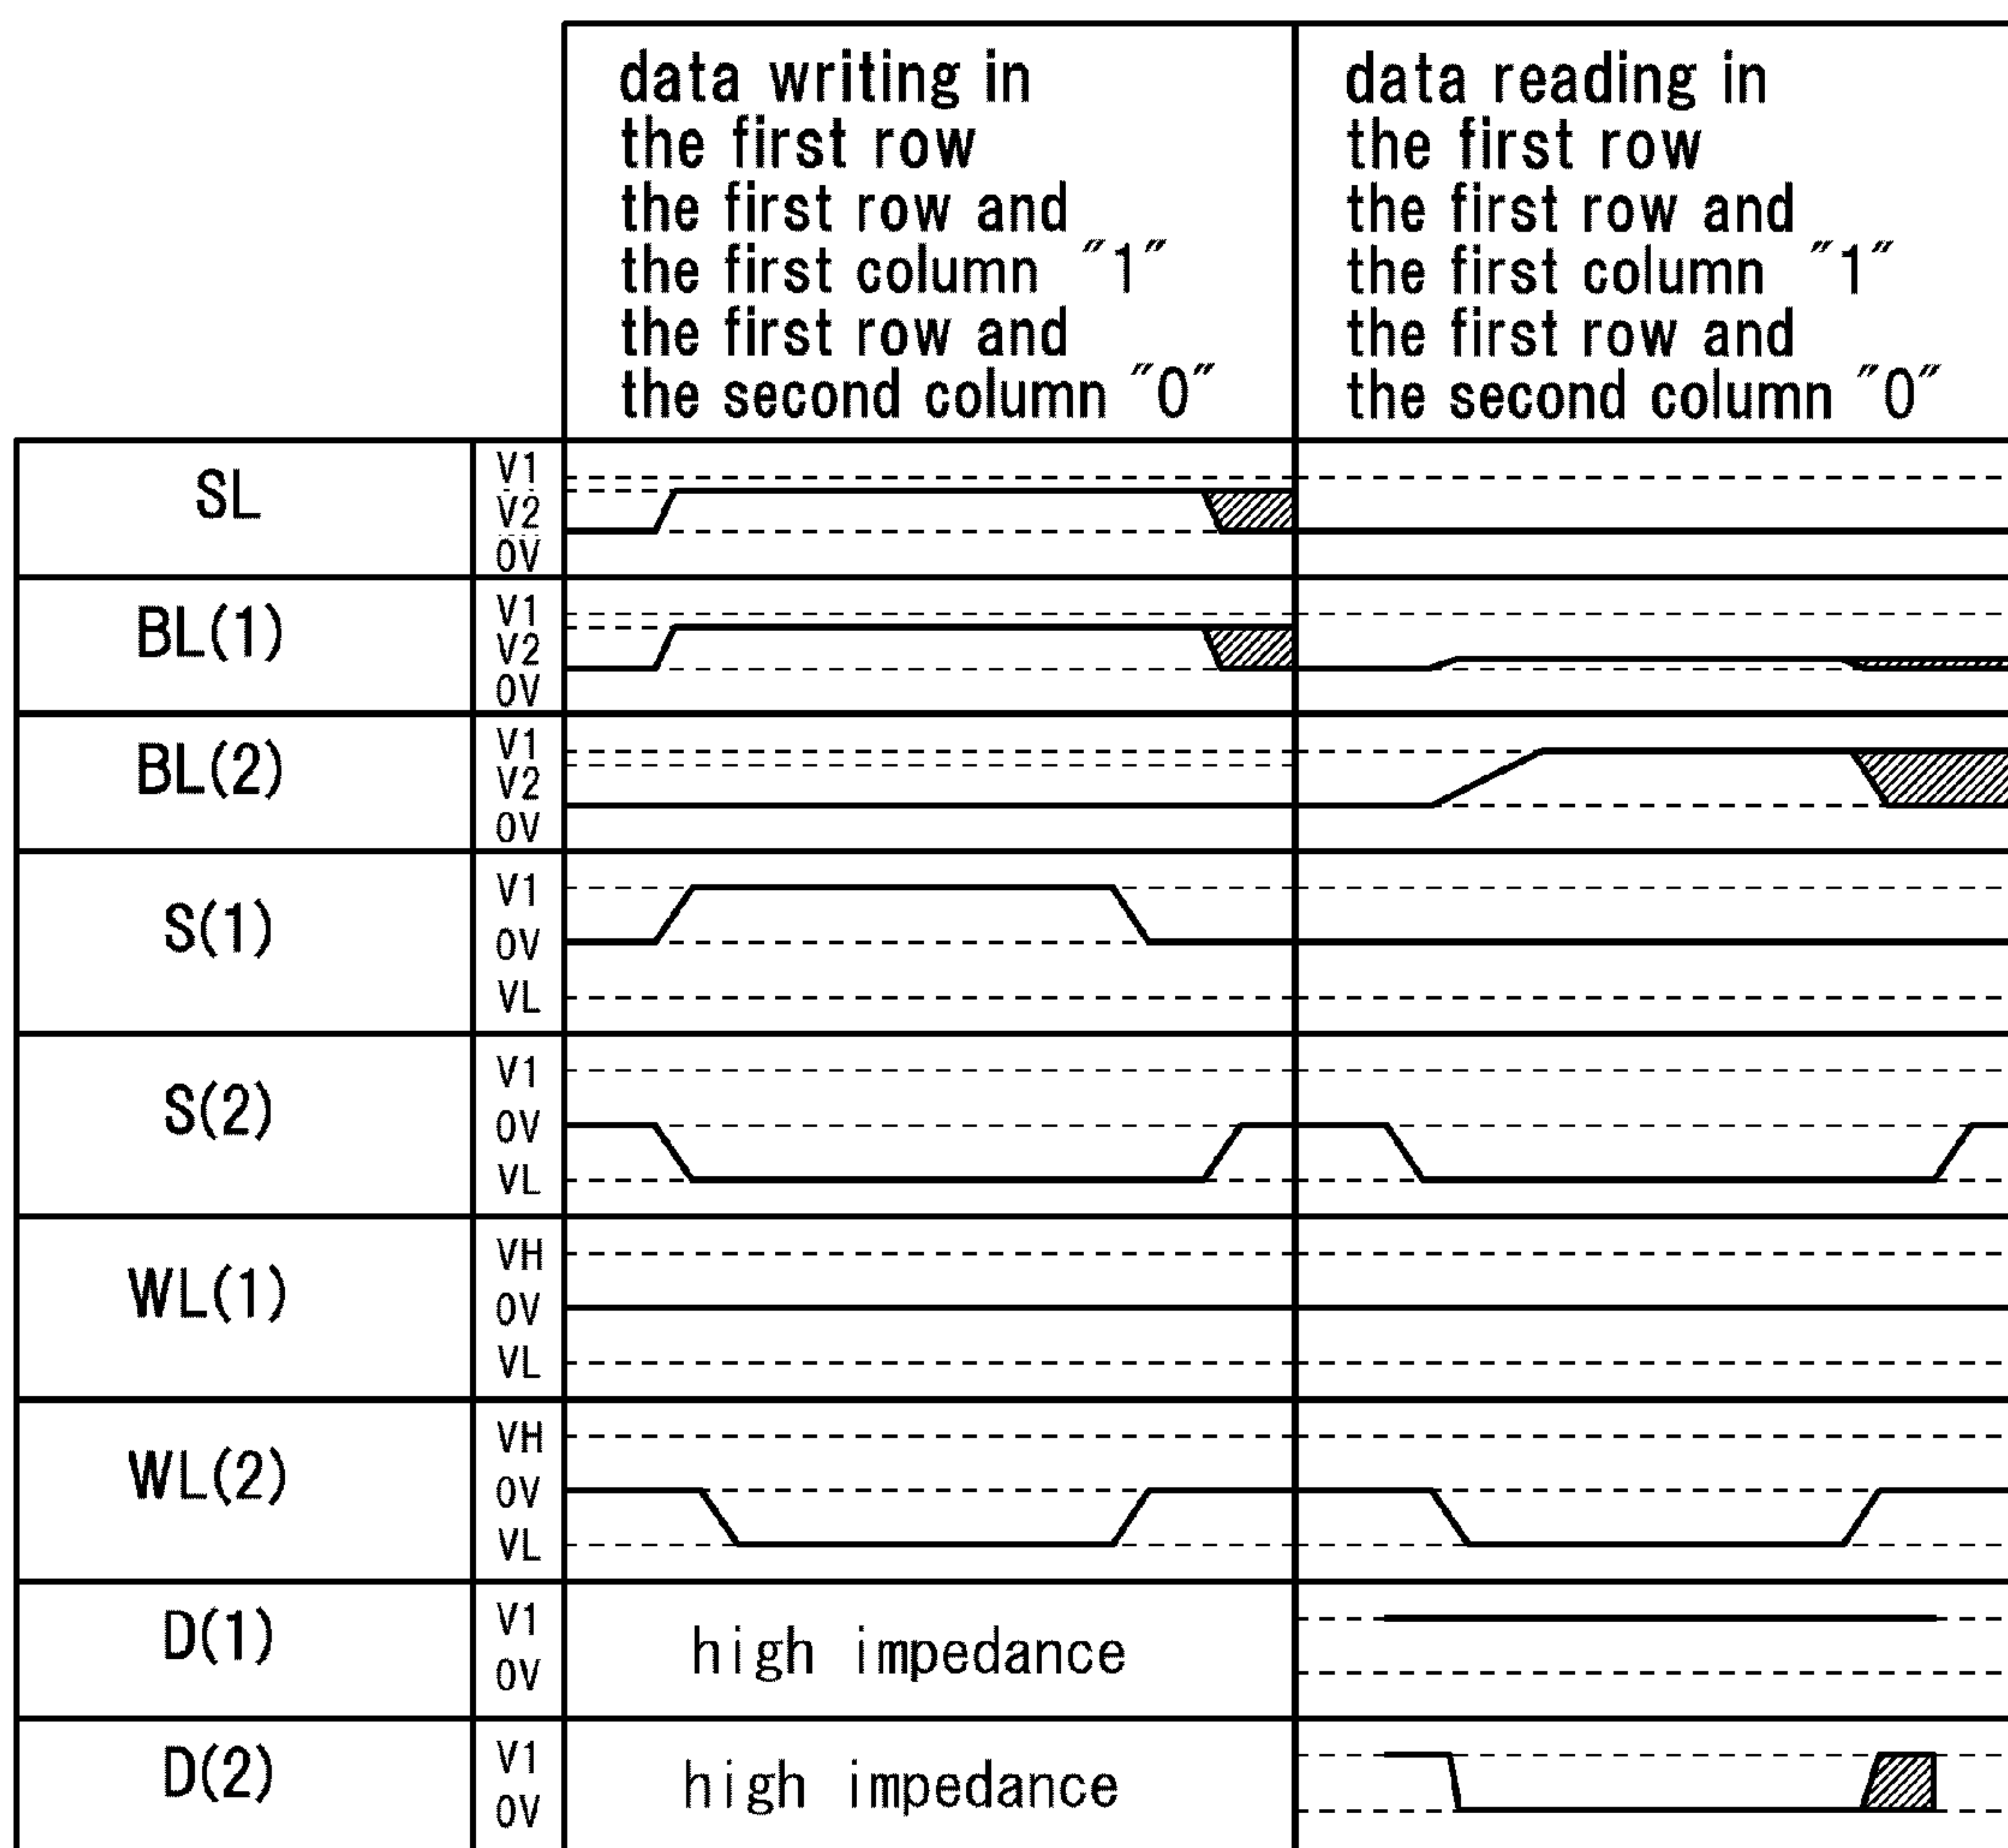 data writing in
the first row
the first row and
the first column "1"
the first row and
the second column "0"
data reading in
the first row
the first row and
the first column "1"
the first row and
the second column "0"
SL
V1
V2
0V
BL(1)
V1
V2
0V
BL(2)
V1
V2
0V
S(1)
V1
0V
VL
S(2)
V1
0V
VL
WL(1)
VH
0V
VL
WL(2)
VH
0V
VL
D(1)
V1
0V
high impedance
D(2)
V1
0V
high impedance